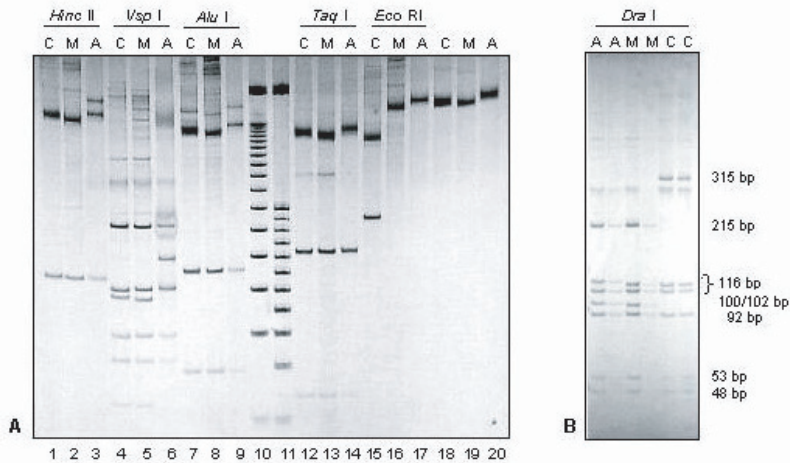 Hinc II Vsp I Alu I Taq I Eco RI
C M A C M A C M A C M A C M A C M A
A
1 2 3 4 5 6 7 8 9 10 11 12 13 14 15 16 17 18 19 20
Dra I
A A M M C C
315 bp
215 bp
116 bp
100/102 bp
92 bp
53 bp
48 bp
B